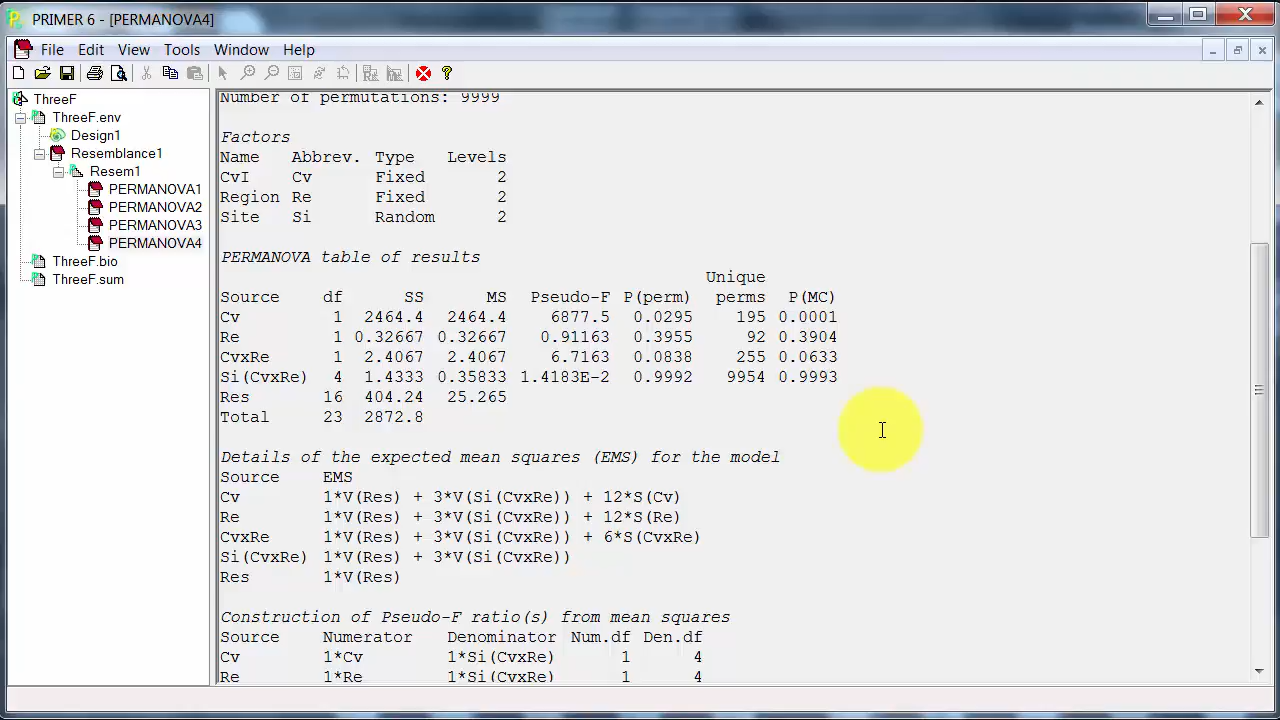 PRIMER 6 - [PERMANOVA4]
File Edit View Tools Window Help
ThreeF
ThreeF.env
Design1
Resemblance1
Resem1
PERMANOVA1
PERMANOVA2
PERMANOVA3
PERMANOVA4
ThreeF.bio
ThreeF.sum
Number of permutations: 9999
Factors
Name Abbrev. Type Levels
CvI Cv Fixed 2
Region Re Fixed 2
Site Si Random 2
PERMANOVA table of results
Unique
Source df SS MS Pseudo-F P(perm) perms P(MC)
Cv 1 2464.4 2464.4 6877.5 0.0295 195 0.0001
Re 1 0.32667 0.32667 0.91163 0.3955 92 0.3904
CvxRe 1 2.4067 2.4067 6.7163 0.0838 255 0.0633
Si(CvxRe) 4 1.4333 0.35833 1.4183E-2 0.9992 9954 0.9993
Res 16 404.24 25.265
Total 23 2872.8
Details of the expected mean squares (EMS) for the model
Source EMS
Cv 1*V(Res) + 3*V(Si(CvxRe)) + 12*S(Cv)
Re 1*V(Res) + 3*V(Si(CvxRe)) + 12*S(Re)
CvxRe 1*V(Res) + 3*V(Si(CvxRe)) + 6*S(CvxRe)
Si(CvxRe) 1*V(Res) + 3*V(Si(CvxRe))
Res 1*V(Res)
Construction of Pseudo-F ratio(s) from mean squares
Source Numerator Denominator Num.df Den.df
Cv 1*Cv 1*Si(CvxRe) 1 4
Re 1*Re 1*Si(CvxRe) 1 4